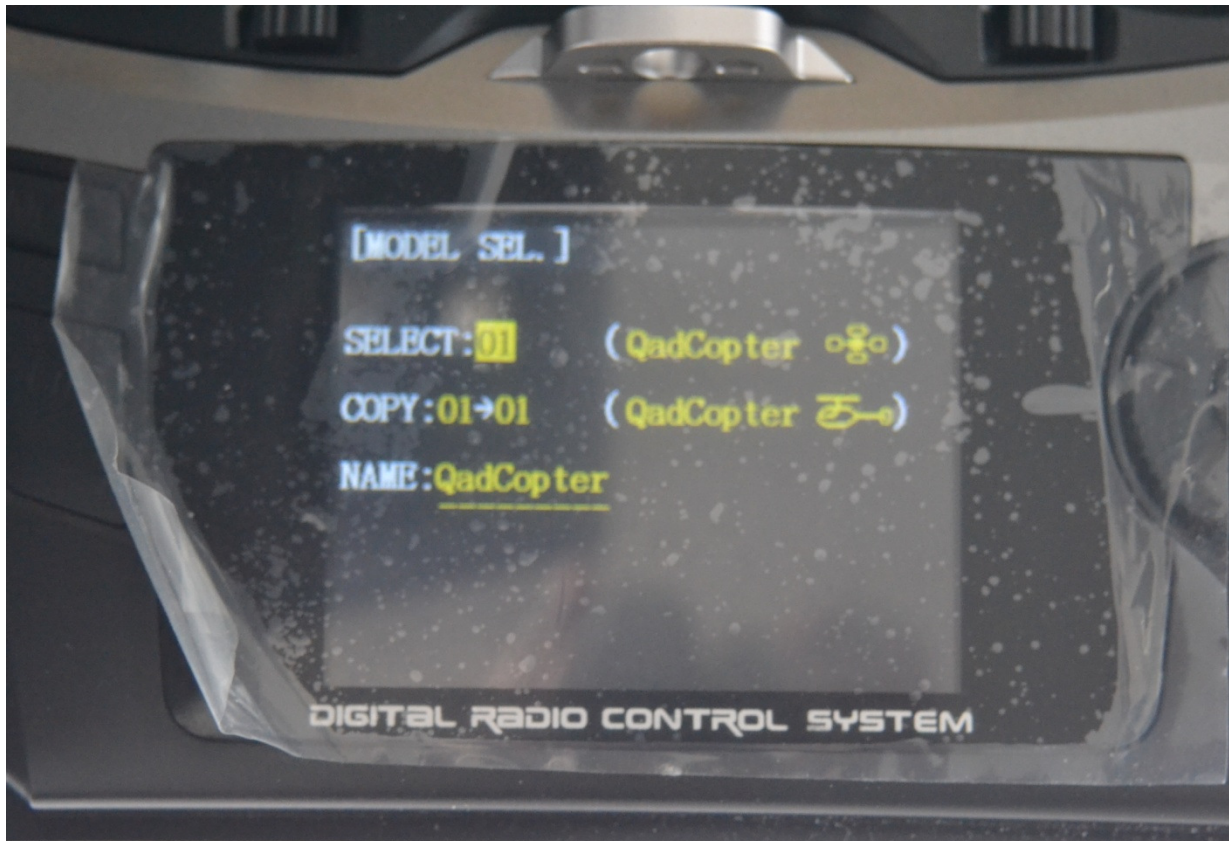 [MODEL SEL.]
SELECT:01 (QadCopter)
COPY:01→01 (QadCopter)
NAME:QadCopter
DIGITAL RADIO CONTROL SYSTEM